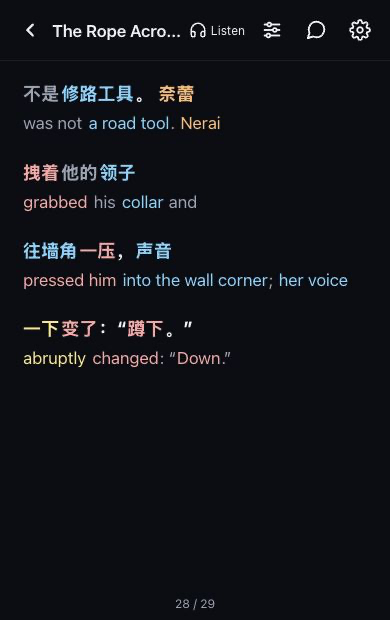 The Rope Acro... Listen
不是修路工具。奈蕾
was not a road tool. Nerai
拽着他的领子
grabbed his collar and
往墙角一压，声音
pressed him into the wall corner; her voice
一下变了：“蹲下。”
abruptly changed: “Down.”
28 / 29